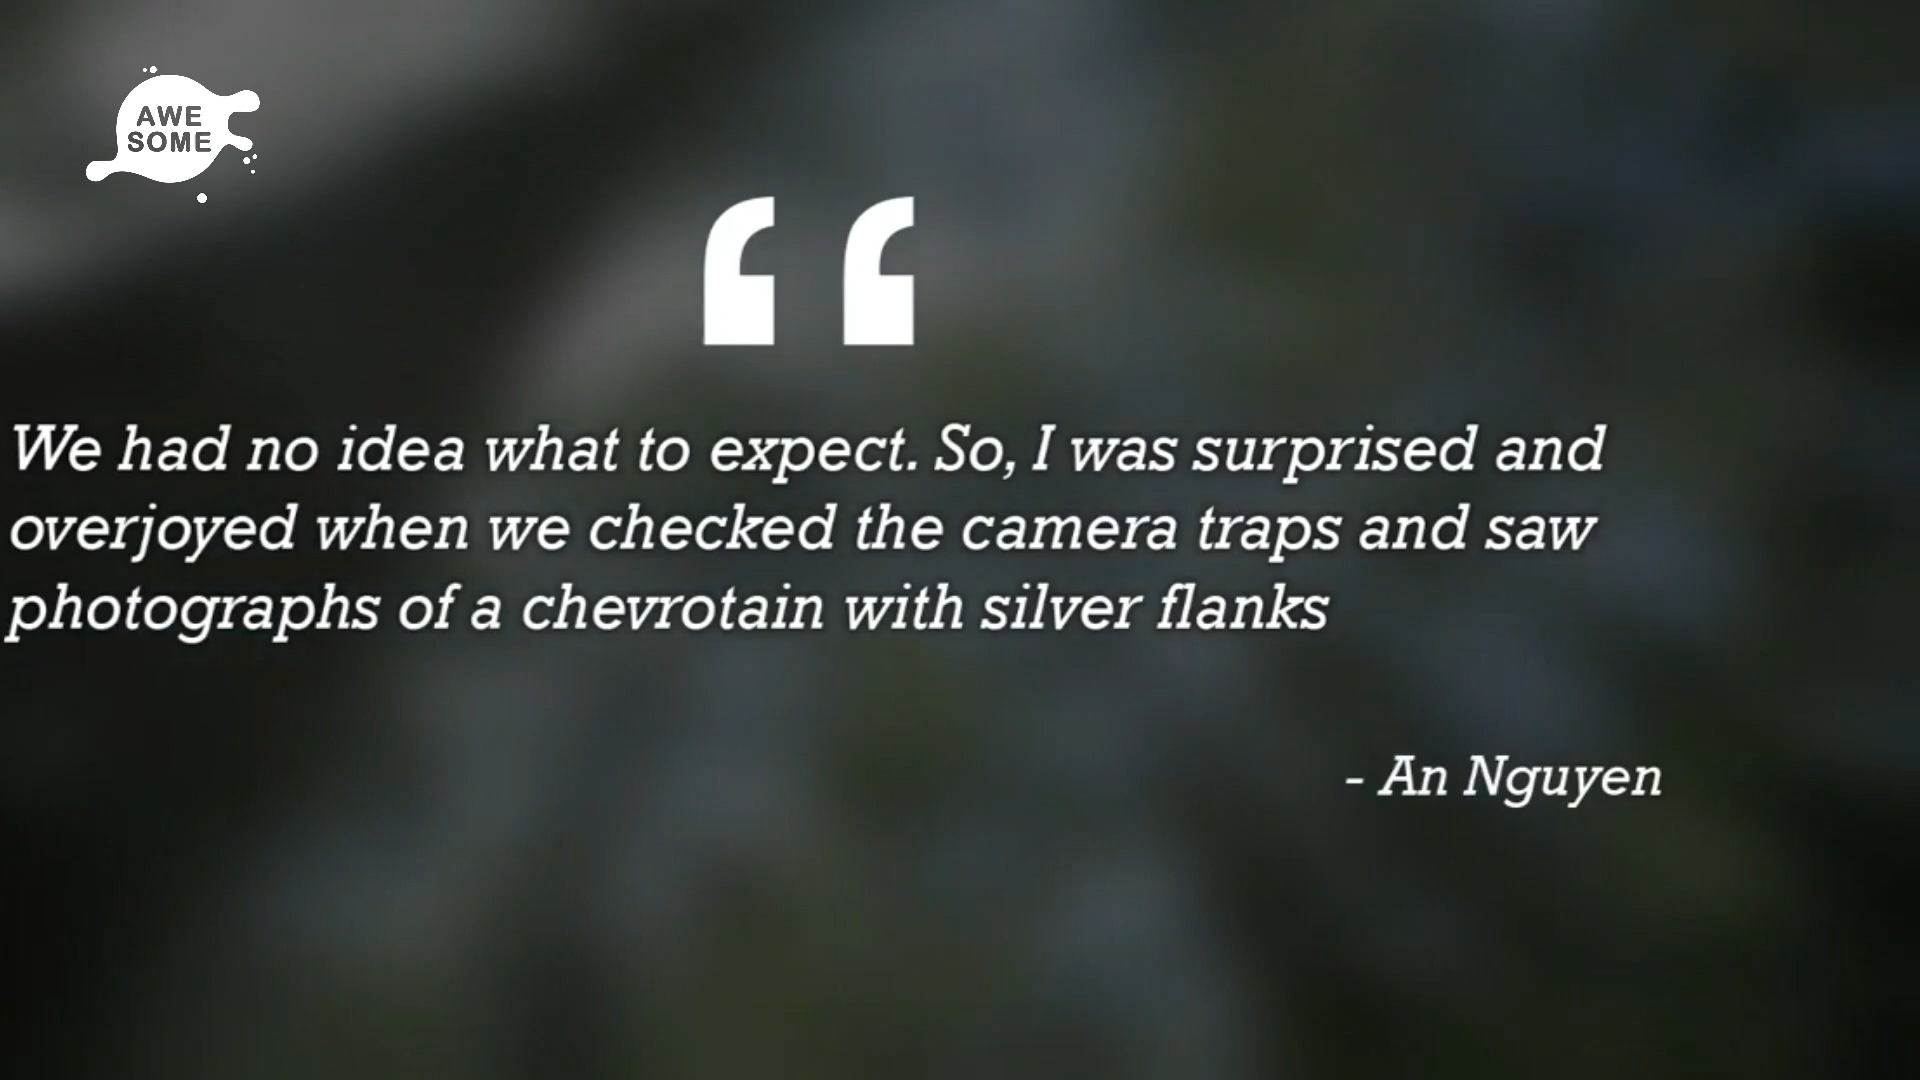 AWE
SOME
“
We had no idea what to expect. So, I was surprised and
overjoyed when we checked the camera traps and saw
photographs of a chevrotain with silver flanks
- An Nguyen